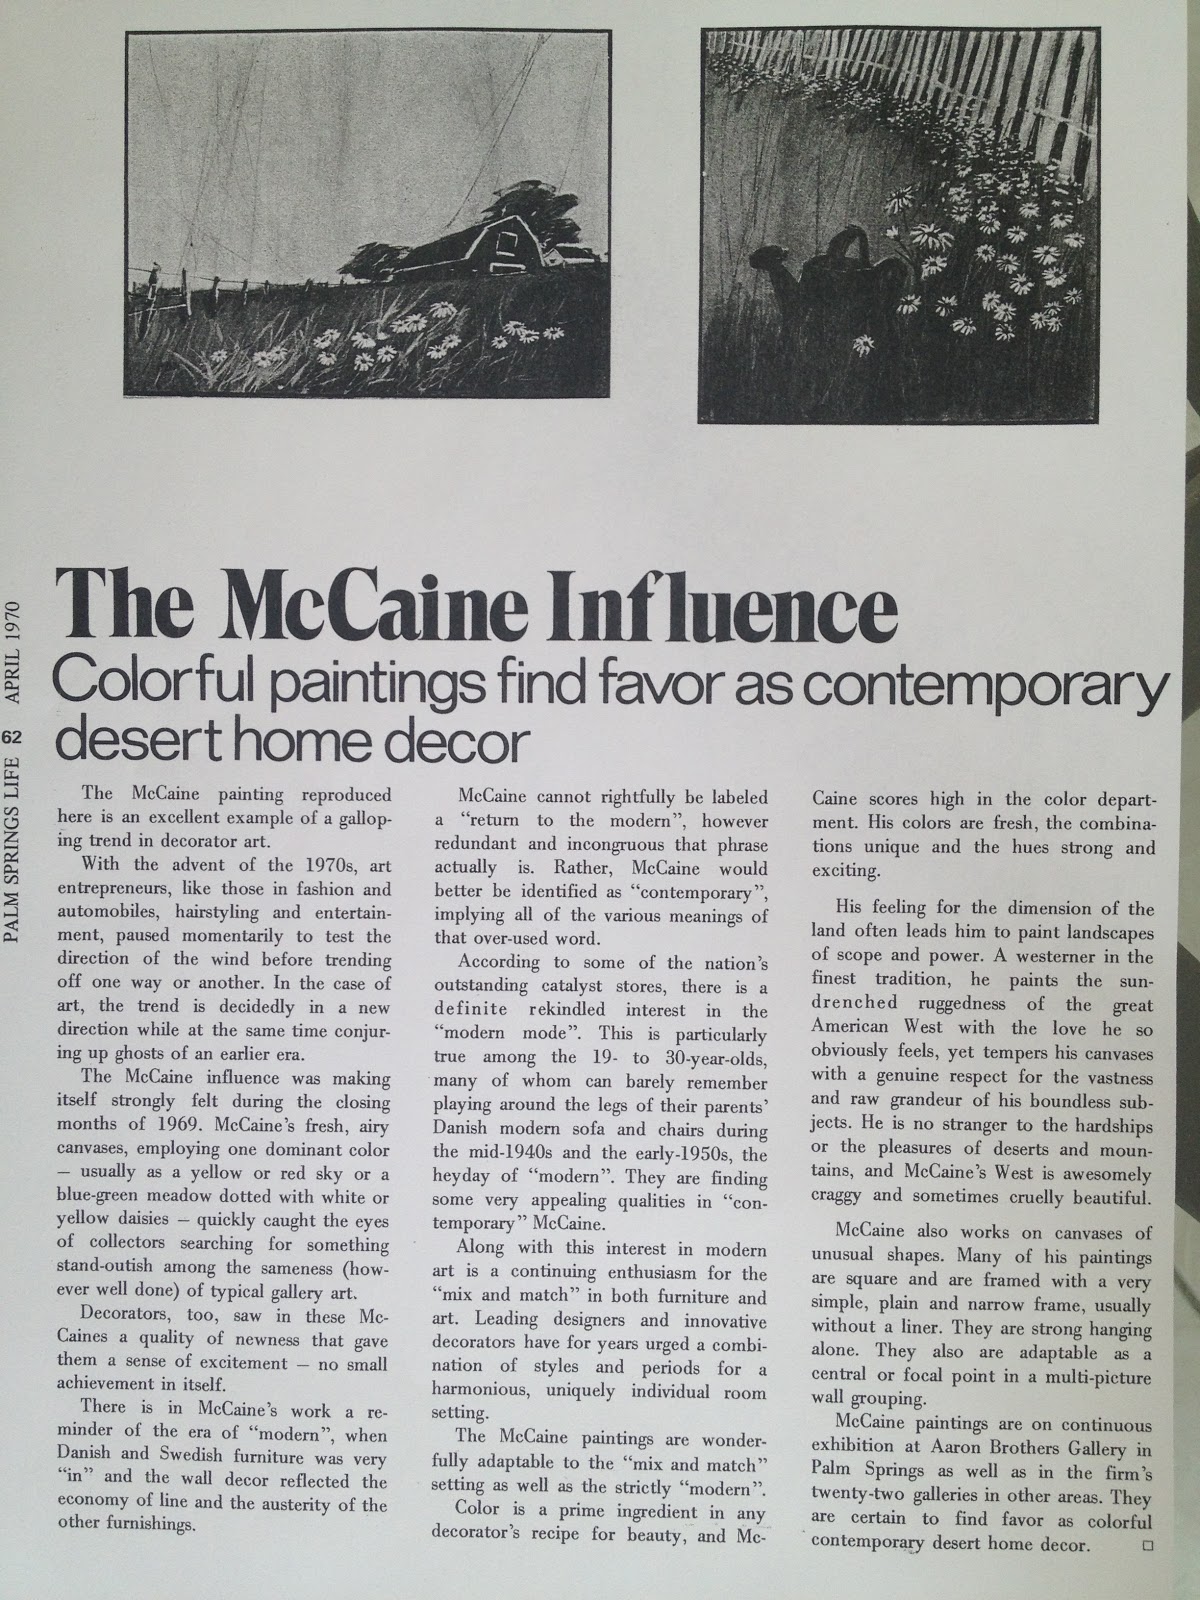 The McCaine Influence
Colorful paintings find favor as contemporary
desert home decor
PALM SPRINGS LIFE 62 APRIL 1970
The McCaine painting reproduced
here is an excellent example of a gallop-
ing trend in decorator art.
With the advent of the 1970s, art
entrepreneurs, like those in fashion and
automobiles, hairstyling and entertain-
ment, paused momentarily to test the
direction of the wind before trending
off one way or another. In the case of
art, the trend is decidedly in a new
direction while at the same time conjur-
ing up ghosts of an earlier era.
The McCaine influence was making
itself strongly felt during the closing
months of 1969. McCaine's fresh, airy
canvases, employing one dominant color
— usually as a yellow or red sky or a
blue-green meadow dotted with white or
yellow daisies — quickly caught the eyes
of collectors searching for something
stand-outish among the sameness (how-
ever well done) of typical gallery art.
Decorators, too, saw in these Mc-
Caines a quality of newness that gave
them a sense of excitement — no small
achievement in itself.
There is in McCaine's work a re-
minder of the era of "modern", when
Danish and Swedish furniture was very
"in" and the wall decor reflected the
economy of line and the austerity of the
other furnishings.
McCaine cannot rightfully be labeled
a "return to the modern", however
redundant and incongruous that phrase
actually is. Rather, McCaine would
better be identified as "contemporary",
implying all of the various meanings of
that over-used word.
According to some of the nation's
outstanding catalyst stores, there is a
definite rekindled interest in the
"modern mode". This is particularly
true among the 19- to 30-year-olds,
many of whom can barely remember
playing around the legs of their parents'
Danish modern sofa and chairs during
the mid-1940s and the early-1950s, the
heyday of "modern". They are finding
some very appealing qualities in "con-
temporary" McCaine.
Along with this interest in modern
art is a continuing enthusiasm for the
"mix and match" in both furniture and
art. Leading designers and innovative
decorators have for years urged a combi-
nation of styles and periods for a
harmonious, uniquely individual room
setting.
The McCaine paintings are wonder-
fully adaptable to the "mix and match"
setting as well as the strictly "modern".
Color is a prime ingredient in any
decorator's recipe for beauty, and Mc-
Caine scores high in the color depart-
ment. His colors are fresh, the combina-
tions unique and the hues strong and
exciting.
His feeling for the dimension of the
land often leads him to paint landscapes
of scope and power. A westerner in the
finest tradition, he paints the sun-
drenched ruggedness of the great
American West with the love he so
obviously feels, yet tempers his canvases
with a genuine respect for the vastness
and raw grandeur of his boundless sub-
jects. He is no stranger to the hardships
or the pleasures of deserts and moun-
tains, and McCaine's West is awesomely
craggy and sometimes cruelly beautiful.
McCaine also works on canvases of
unusual shapes. Many of his paintings
are square and are framed with a very
simple, plain and narrow frame, usually
without a liner. They are strong hanging
alone. They also are adaptable as a
central or focal point in a multi-picture
wall grouping.
McCaine paintings are on continuous
exhibition at Aaron Brothers Gallery in
Palm Springs as well as in the firm's
twenty-two galleries in other areas. They
are certain to find favor as colorful
contemporary desert home decor. □